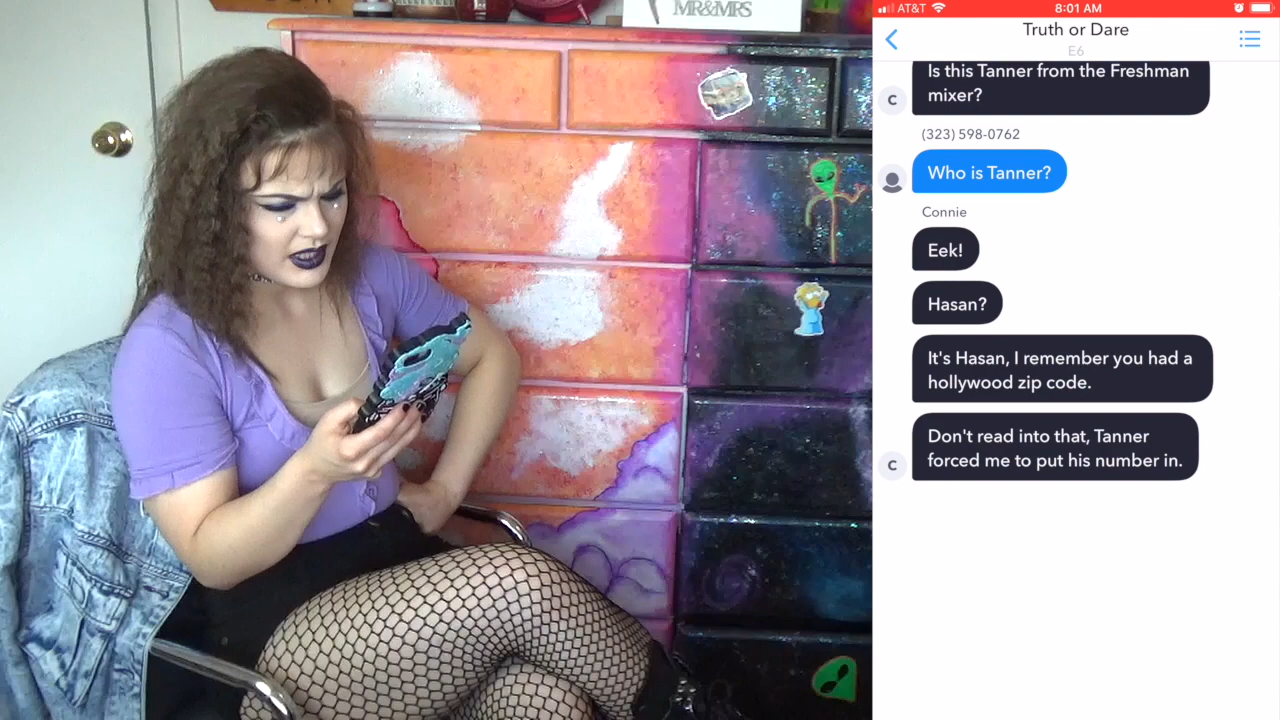 MR&MRS
AT&T
8:01 AM
Truth or Dare
E6
Is this Tanner from the Freshman
mixer?
C
(323) 598-0762
Who is Tanner?
Connie
Eek!
Hasan?
It's Hasan, I remember you had a
hollywood zip code.
Don't read into that, Tanner
forced me to put his number in.
C